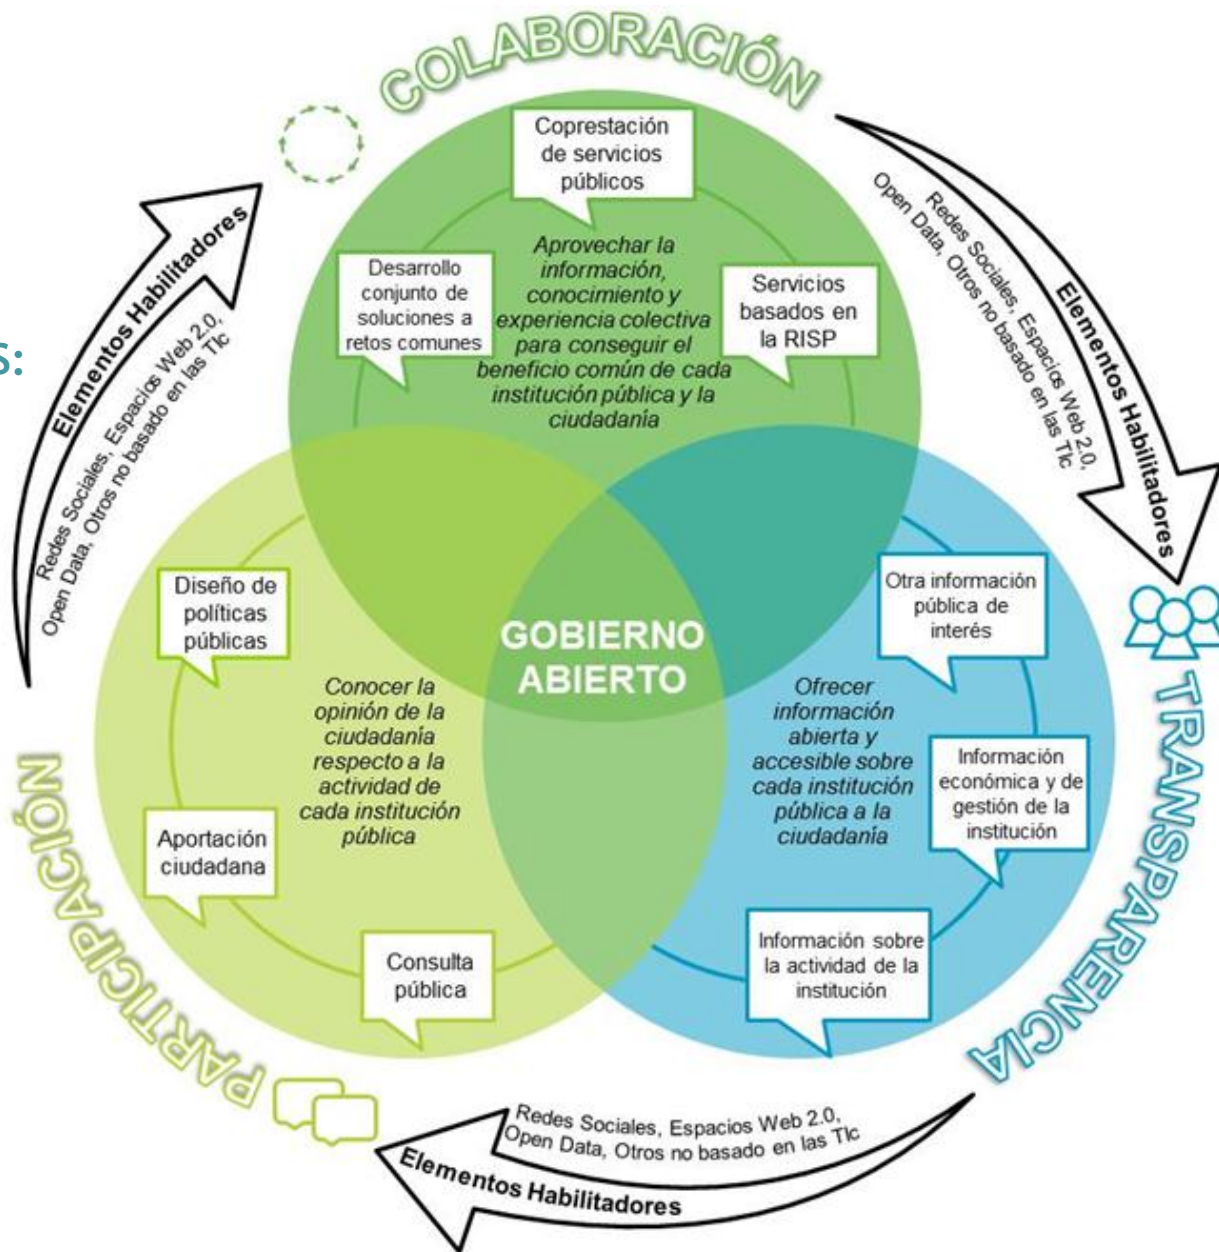 COLABORACIÓN
Coprestación
de servicios
públicos
Desarrollo
conjunto de
soluciones a
retos comunes
Aprovechar la
información,
conocimiento y
experiencia colectiva
para conseguir el
beneficio común de cada
institución pública y la
ciudadanía
Servicios
basados en
la RISP
Elementos Habilitadores
Redes Sociales, Espacios Web 2.0,
Open Data, Otros no basado en las TIc
Redes Sociales, Espacios Web 2.0,
Open Data, Otros no basado en las TIc
Elementos Habilitadores
s:
GOBIERNO
ABIERTO
Diseño de
políticas
públicas
Conocer la
opinión de la
ciudadanía
respecto a la
actividad de
cada institución
pública
Aportación
ciudadana
Consulta
pública
PARTICIPACIÓN
Otra información
pública de
interés
Ofrecer
información
abierta y
accesible sobre
cada institución
pública a la
ciudadanía
Información
económica y de
gestión de la
institución
Información sobre
la actividad de la
institución
TRANSPARENCIA
Redes Sociales, Espacios Web 2.0,
Open Data, Otros no basado en las TIc
Elementos Habilitadores